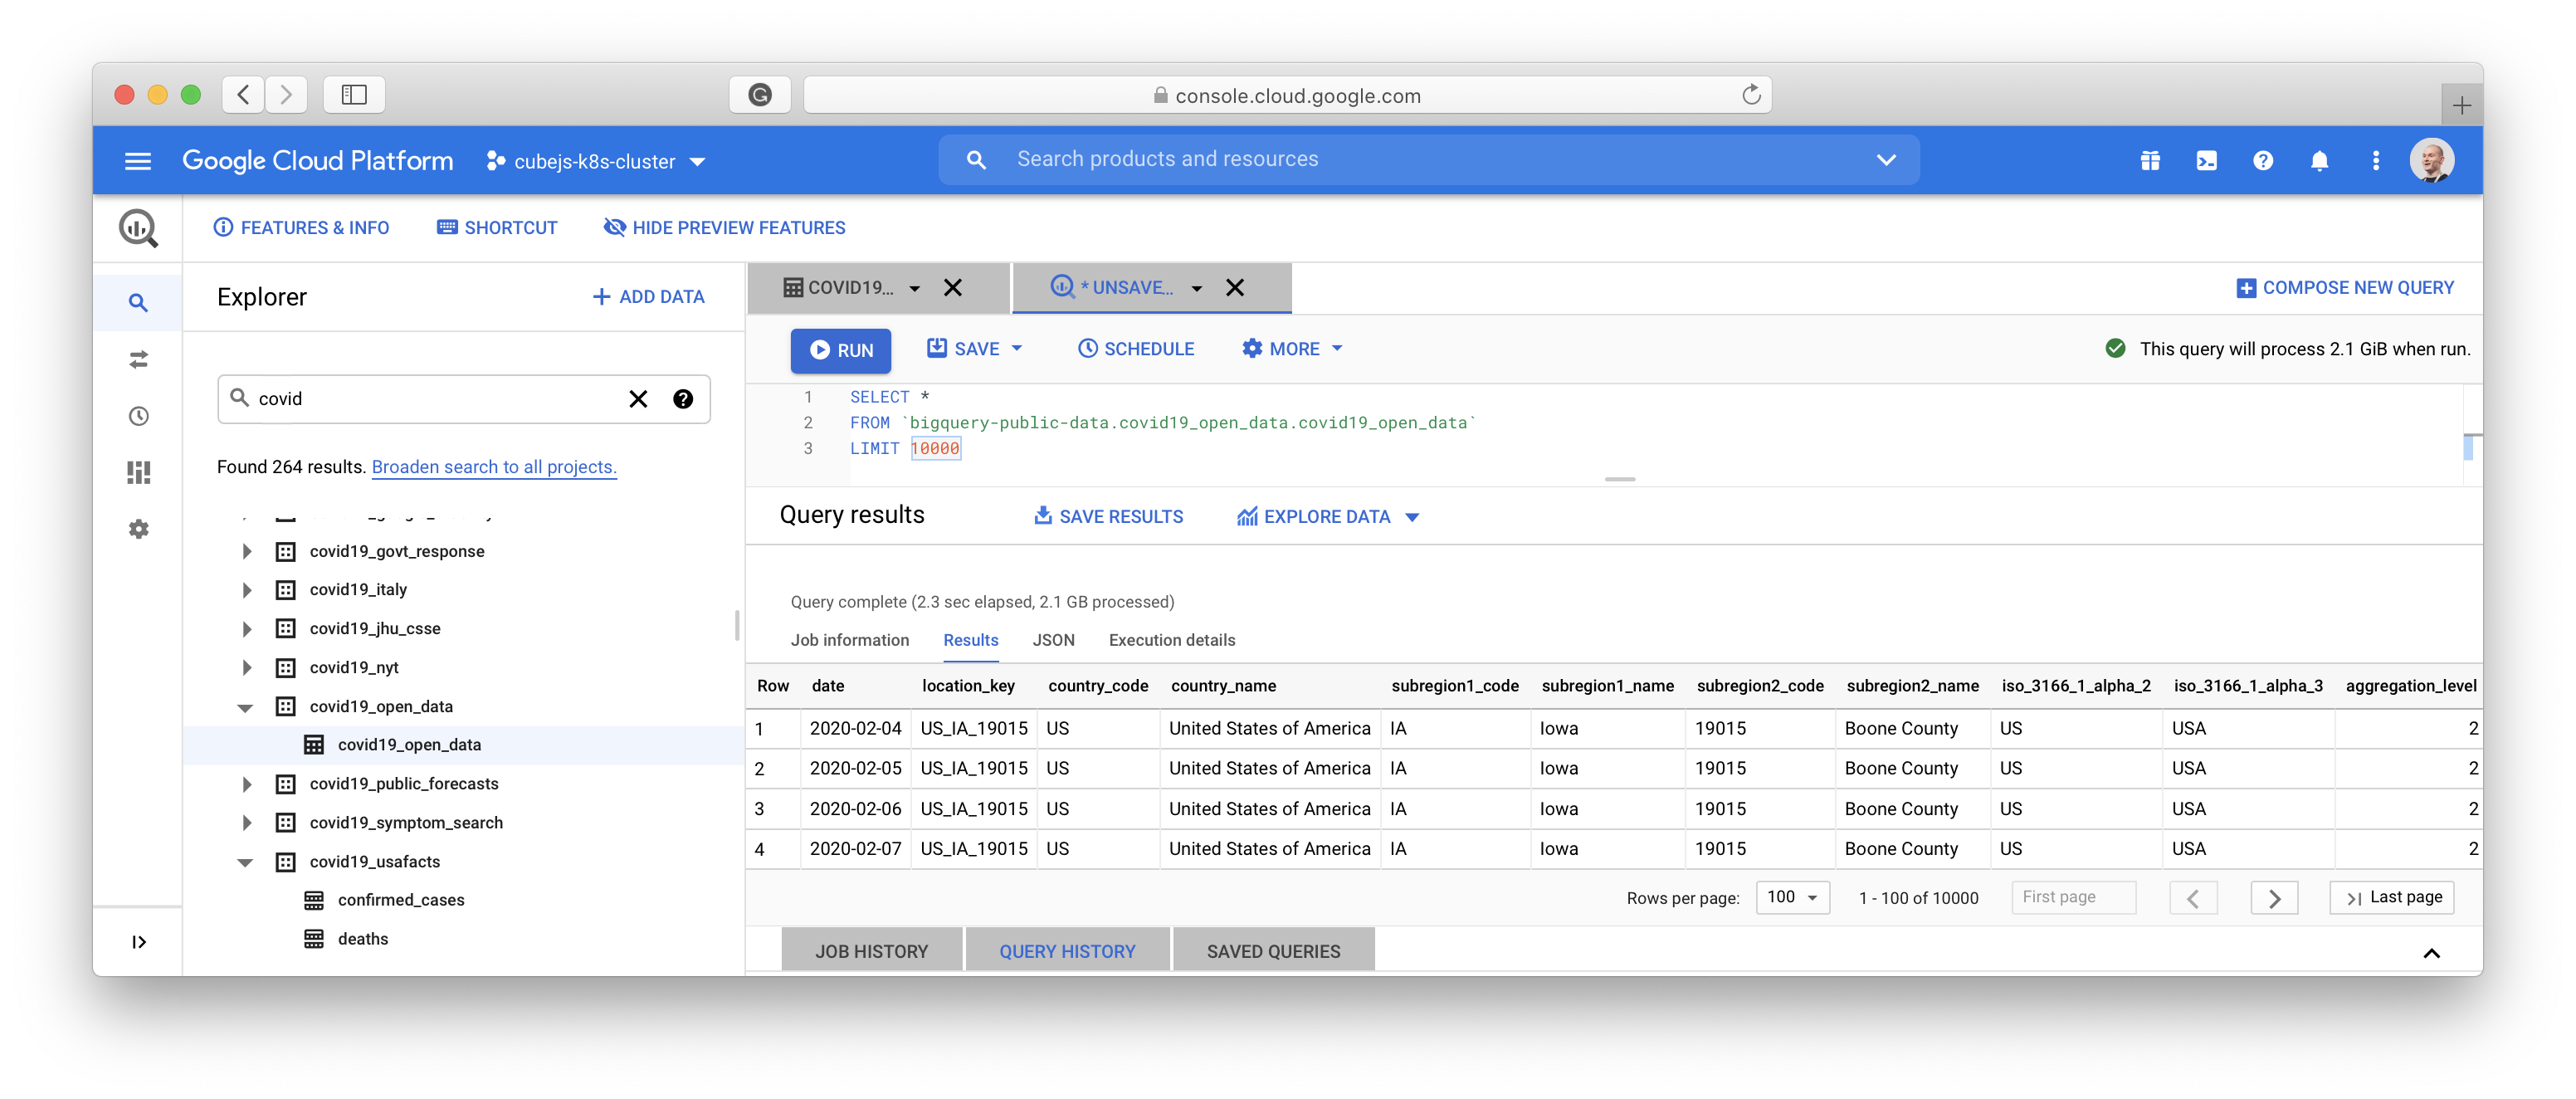 console.cloud.google.com
Google Cloud Platform
cubejs-k8s-cluster
Search products and resources
FEATURES & INFO
SHORTCUT
HIDE PREVIEW FEATURES
Explorer
ADD DATA
COVID19...
* UNSAVE...
COMPOSE NEW QUERY
RUN
SAVE
SCHEDULE
MORE
This query will process 2.1 GiB when run.
covid
Found 264 results. Broaden search to all projects.
covid19_govt_response
covid19_italy
covid19_jhu_csse
covid19_nyt
covid19_open_data
covid19_open_data
covid19_public_forecasts
covid19_symptom_search
covid19_usafacts
confirmed_cases
deaths
1 SELECT *
2 FROM `bigquery-public-data.covid19_open_data.covid19_open_data`
3 LIMIT 10000
Query results
SAVE RESULTS
EXPLORE DATA
Query complete (2.3 sec elapsed, 2.1 GB processed)
Job information Results JSON Execution details
Row date location_key country_code country_name subregion1_code subregion1_name subregion2_code subregion2_name iso_3166_1_alpha_2 iso_3166_1_alpha_3 aggregation_level
1 2020-02-04 US_IA_19015 US United States of America IA Iowa 19015 Boone County US USA 2
2 2020-02-05 US_IA_19015 US United States of America IA Iowa 19015 Boone County US USA 2
3 2020-02-06 US_IA_19015 US United States of America IA Iowa 19015 Boone County US USA 2
4 2020-02-07 US_IA_19015 US United States of America IA Iowa 19015 Boone County US USA 2
Rows per page: 100 1 - 100 of 10000 First page Last page
JOB HISTORY QUERY HISTORY SAVED QUERIES